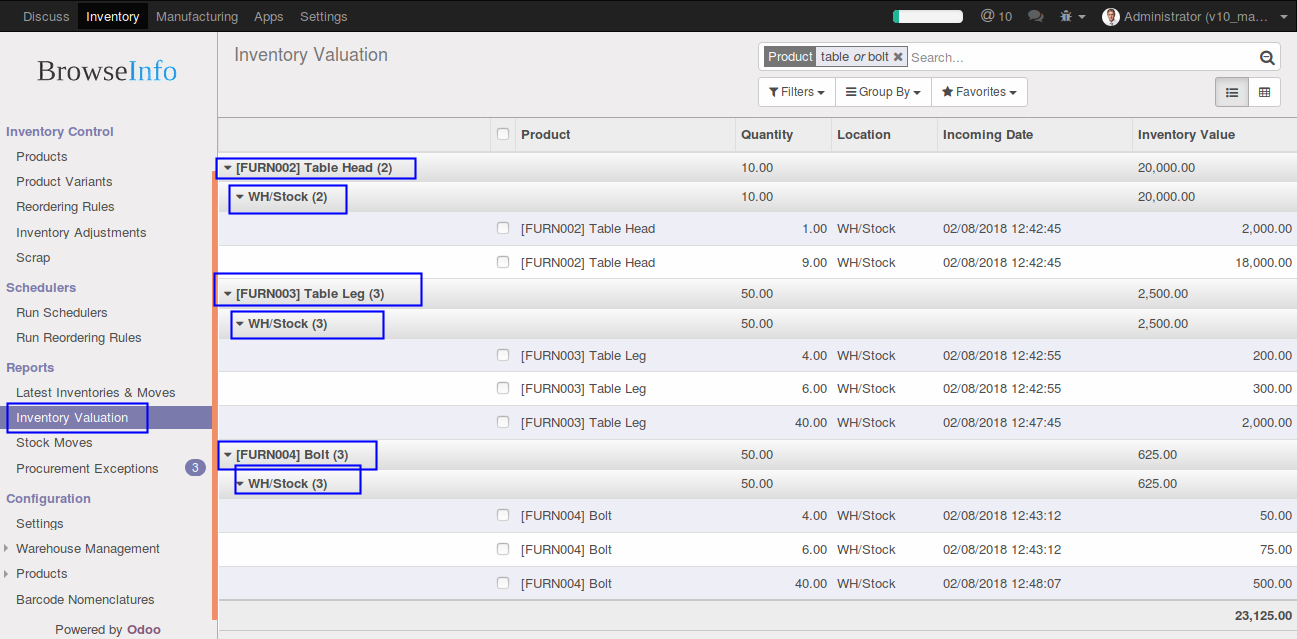 Discuss Inventory Manufacturing Apps Settings @ 10 Administrator (v10_ma...
BrowseInfo
Inventory Control
Products
Product Variants
Reordering Rules
Inventory Adjustments
Scrap
Schedulers
Run Schedulers
Run Reordering Rules
Reports
Latest Inventories & Moves
Inventory Valuation
Stock Moves
Procurement Exceptions 3
Configuration
Settings
Warehouse Management
Products
Barcode Nomenclatures
Powered by Odoo
Inventory Valuation
Product table or bolt Search...
Filters Group By Favorites
Product Quantity Location Incoming Date Inventory Value
[FURN002] Table Head (2) 10.00 20,000.00
WH/Stock (2) 10.00 20,000.00
[FURN002] Table Head 1.00 WH/Stock 02/08/2018 12:42:45 2,000.00
[FURN002] Table Head 9.00 WH/Stock 02/08/2018 12:42:45 18,000.00
[FURN003] Table Leg (3) 50.00 2,500.00
WH/Stock (3) 50.00 2,500.00
[FURN003] Table Leg 4.00 WH/Stock 02/08/2018 12:42:55 200.00
[FURN003] Table Leg 6.00 WH/Stock 02/08/2018 12:42:55 300.00
[FURN003] Table Leg 40.00 WH/Stock 02/08/2018 12:47:45 2,000.00
[FURN004] Bolt (3) 50.00 625.00
WH/Stock (3) 50.00 625.00
[FURN004] Bolt 4.00 WH/Stock 02/08/2018 12:43:12 50.00
[FURN004] Bolt 6.00 WH/Stock 02/08/2018 12:43:12 75.00
[FURN004] Bolt 40.00 WH/Stock 02/08/2018 12:48:07 500.00
23,125.00